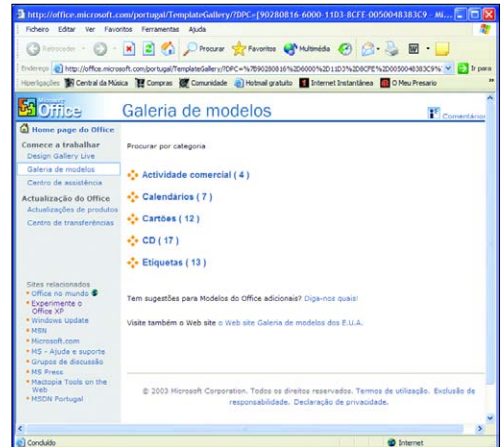 http://office.microsoft.com/portugal/TemplateGallery/?DPC=[90280816-6000-11D3-8CFE-0050048383C9 - Mi...
Ficheiro Editar Ver Favoritos Ferramentas Ajuda
Retroceder Procurar Favoritos Multimédia
Endereço http://office.microsoft.com/portugal/TemplateGallery/?DPC=%7B90280816%2D6000%2D11D3%2D8CFE%2D0050048383C9% Ir para
Hiperligações Central da Música Compras Comunidade Hotmail gratuito Internet Instantânea O Meu Presario
Microsoft Office Galeria de modelos Comentários
Home page do Office
Comece a trabalhar
Design Gallery Live
Galeria de modelos
Centro de assistência
Actualização do Office
Actualizações de produtos
Centro de transferências
Sites relacionados
Office no mundo
Experimente o
Office XP
Windows Update
MSN
Microsoft.com
MS - Ajuda e suporte
Grupos de discussão
MS Press
Mactopia Tools on the
Web
MSDN Portugal
Procurar por categoria
Actividade comercial ( 4 )
Calendários ( 7 )
Cartões ( 12 )
CD ( 17 )
Etiquetas ( 13 )
Tem sugestões para Modelos do Office adicionais? Diga-nos quais!
Visite também o Web site o Web site Galeria de modelos dos E.U.A.
© 2003 Microsoft Corporation. Todos os direitos reservados. Termos de utilização. Exclusão de
responsabilidade. Declaração de privacidade.
Concluído Internet